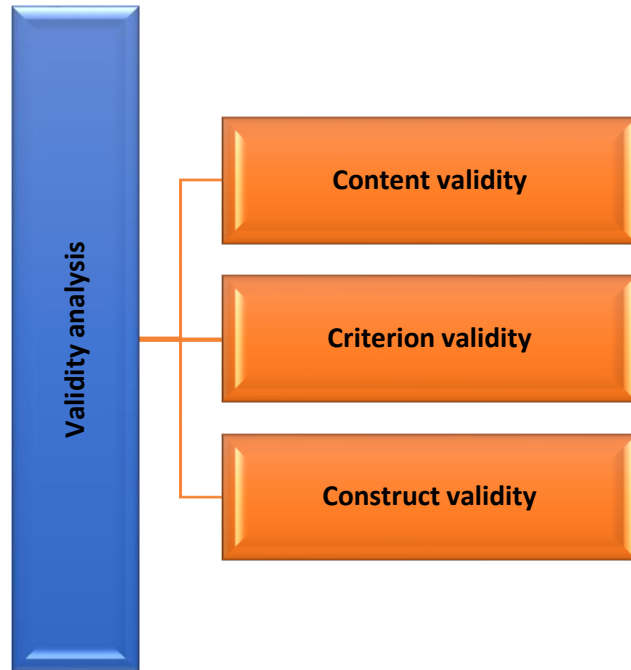 Validity analysis
Content validity
Criterion validity
Construct validity